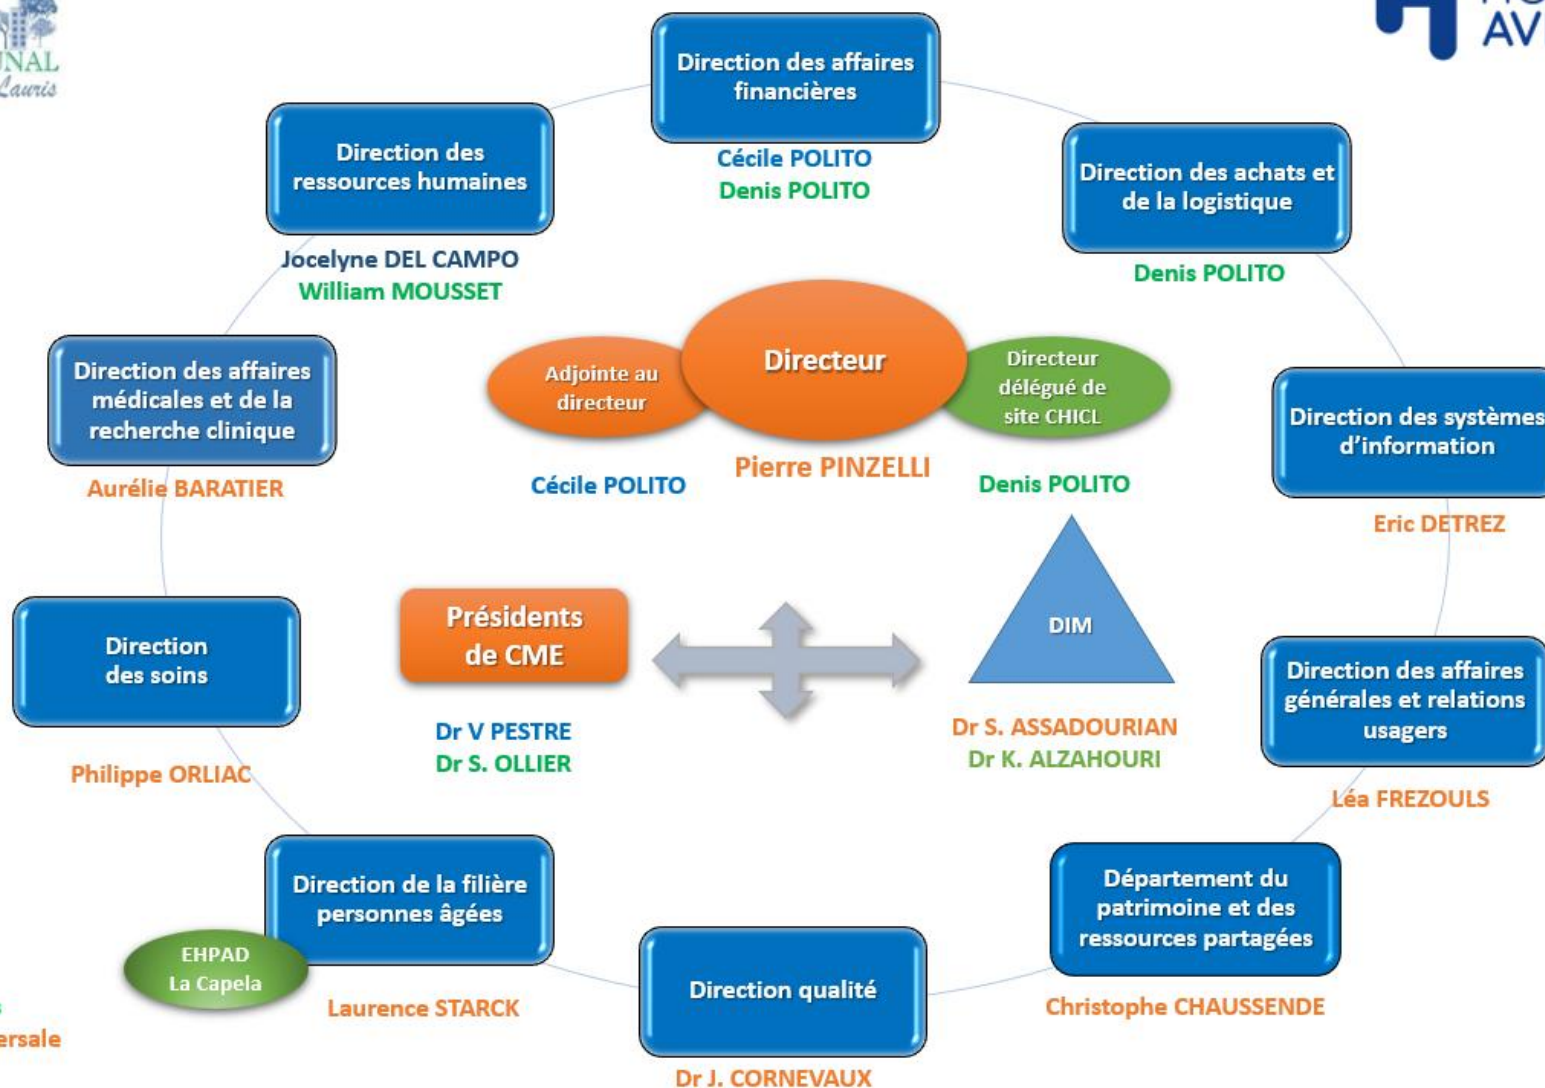 Lauris
Direction des affaires
financières
Cécile POLITO
Denis POLITO
Direction des
ressources humaines
Jocelyne DEL CAMPO
William MOUSSET
Direction des achats et
de la logistique
Denis POLITO
Direction des affaires
médicales et de la
recherche clinique
Aurélie BARATIER
Adjointe au
directeur
Cécile POLITO
Directeur
Pierre PINZELLI
Directeur
délégué de
site CHICL
Denis POLITO
Direction des systèmes
d'information
Eric DETREZ
Direction
des soins
Philippe ORLIAC
Présidents
de CME
Dr V PESTRE
Dr S. OLLIER
DIM
Dr S. ASSADOURIAN
Dr K. ALZAHOURI
Direction des affaires
générales et relations
usagers
Léa FREZOULS
Direction de la filière
personnes âgées
EHPAD
La Capela
Laurence STARCK
Direction qualité
Dr J. CORNEVAUX
Département du
patrimoine et des
ressources partagées
Christophe CHAUSSENDE